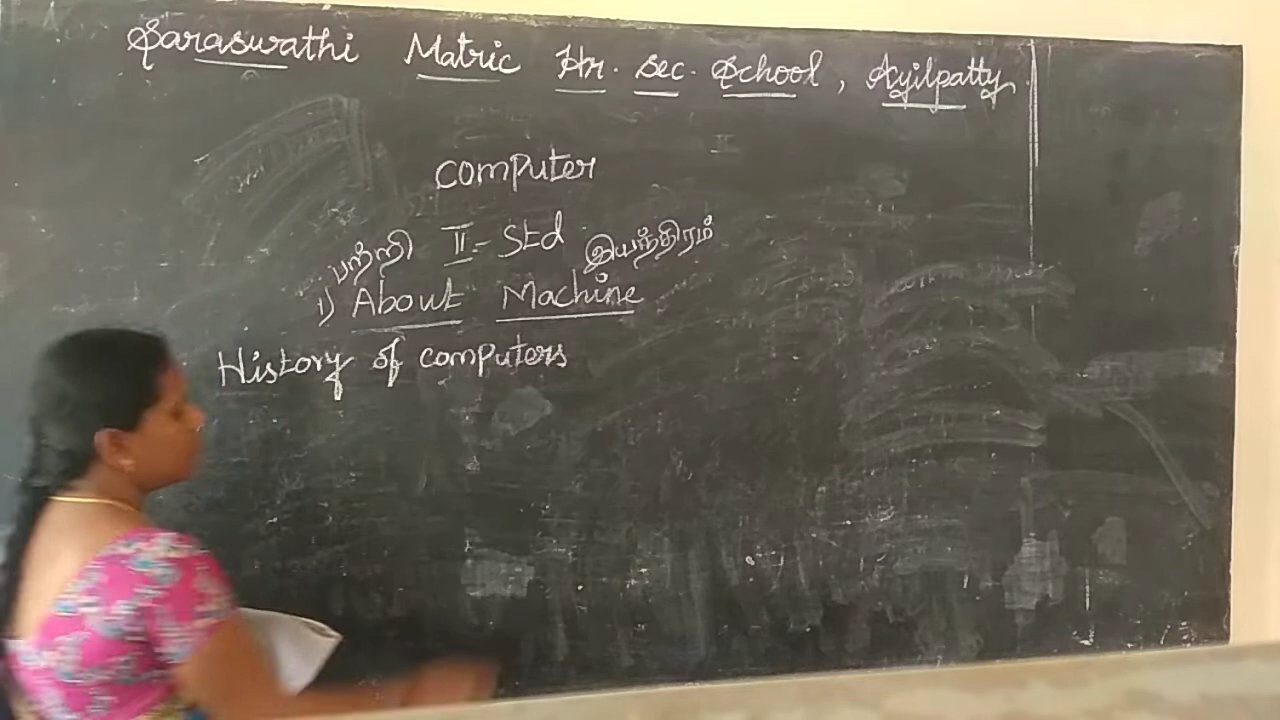 Saraswathi Matric Hr. Sec. School, Ayilpatty.
computer
II - Std
பற்றி இயந்திரம்
1) About Machine
History of computers